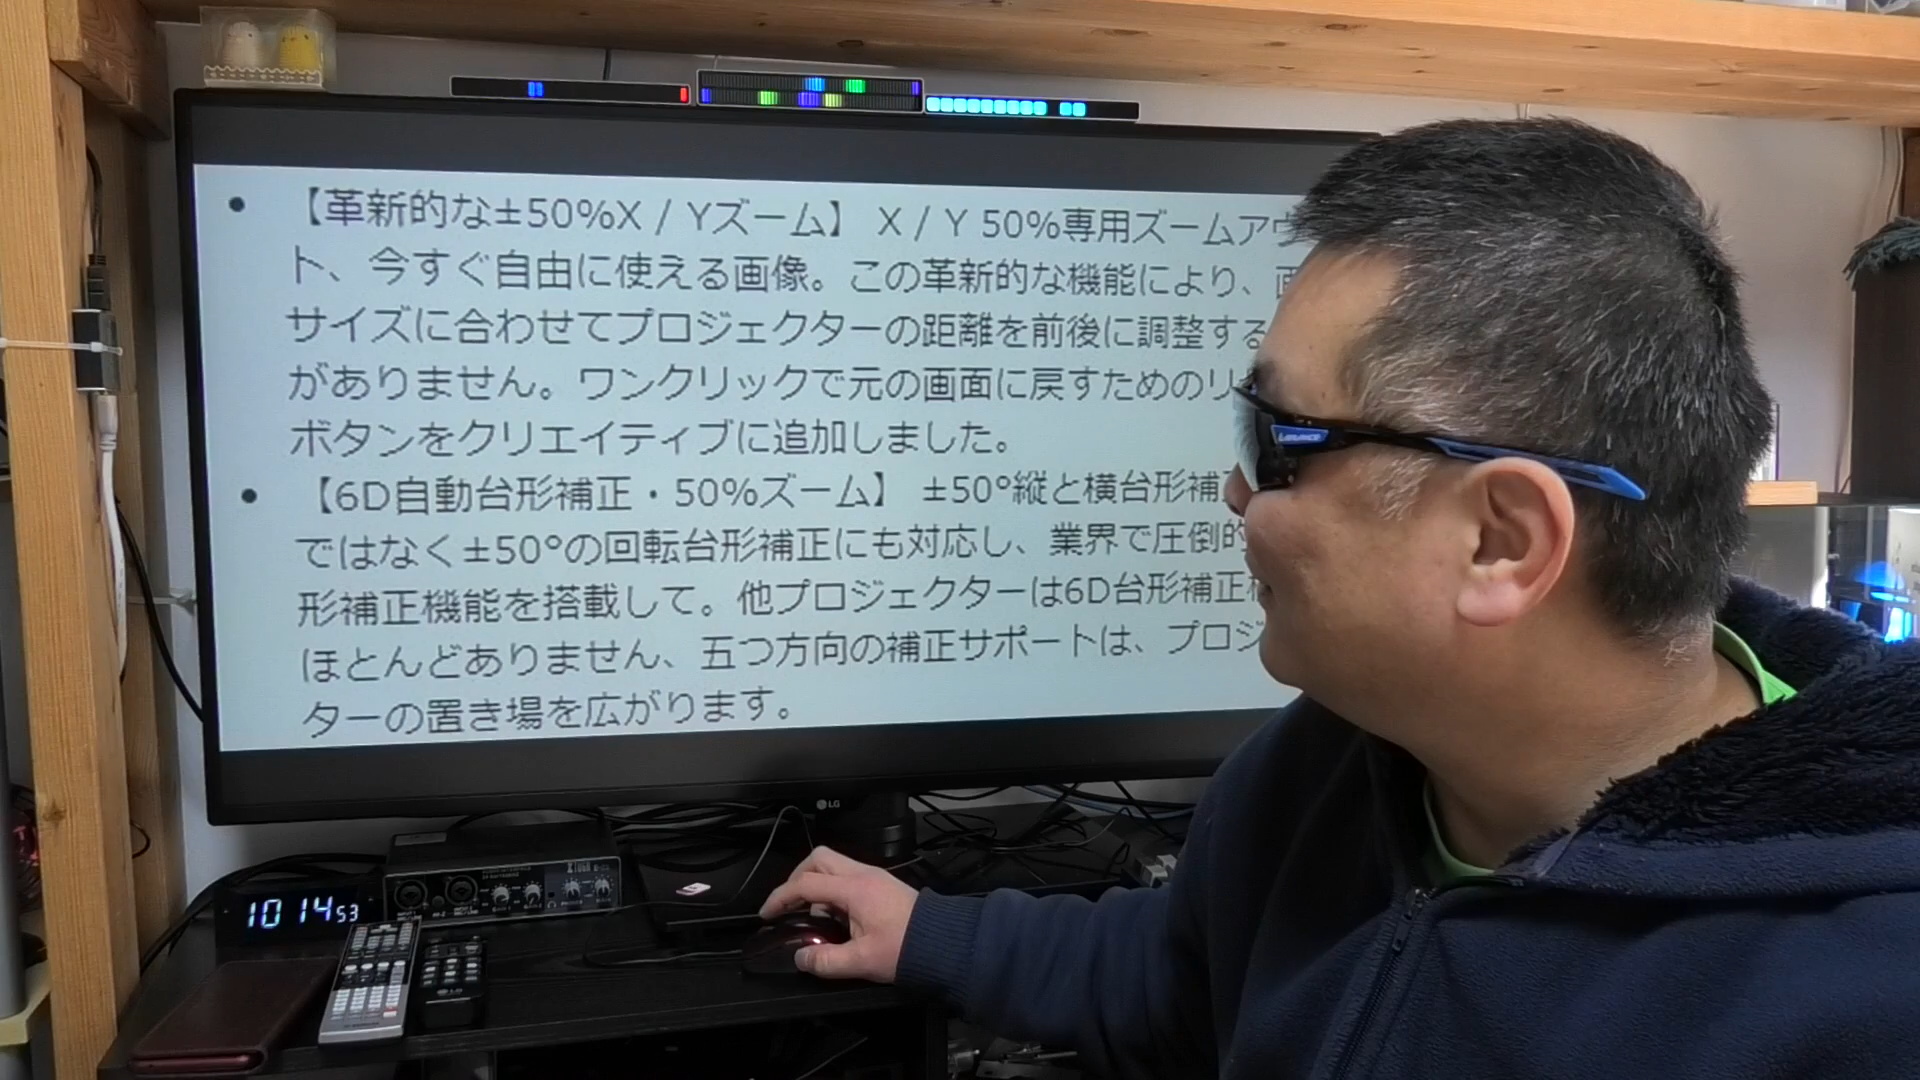 • 【革新的な±50%X / Yズーム】 X / Y 50%専用ズームアウ
ト、今すぐ自由に使える画像。この革新的な機能により、画
サイズに合わせてプロジェクターの距離を前後に調整する
がありません。ワンクリックで元の画面に戻すためのリ
ボタンをクリエイティブに追加しました。
• 【6D自動台形補正・50%ズーム】 ±50°縦と横台形補
ではなく±50°の回転台形補正にも対応し、業界で圧倒的
形補正機能を搭載して。他プロジェクターは6D台形補正
ほとんどありません、五つ方向の補正サポートは、プロジ
ターの置き場を広がります。
LG
10 14 53